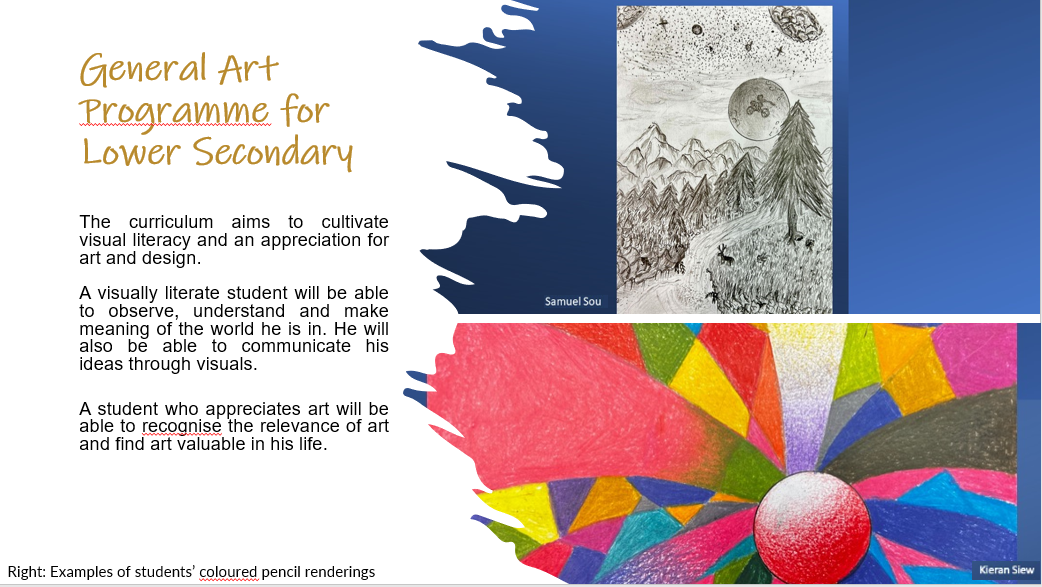 General Art
Programme for
Lower Secondary
The curriculum aims to cultivate
visual literacy and an appreciation for
art and design.
A visually literate student will be able
to observe, understand and make
meaning of the world he is in. He will
also be able to communicate his
ideas through visuals.
A student who appreciates art will be
able to recognise the relevance of art
and find art valuable in his life.
Right: Examples of students’ coloured pencil renderings
Samuel Sou
Kieran Siew